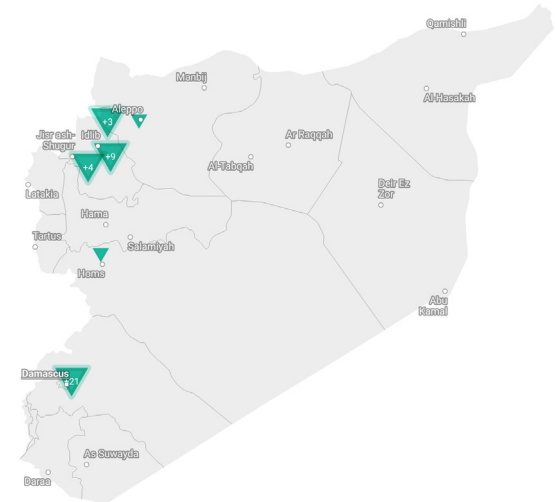 Qamishli
Manbij
Al-Hasakah
Aleppo
+3
Jisr ash-
Shugur
Idlib
Ar Raqqah
+9
+4
Al-Tabqah
Deir Ez
Zor
Latakia
Hama
Tartus
Salamiyah
Homs
Abu
Kamal
Damascus
+21
As Suwayda
Daraa